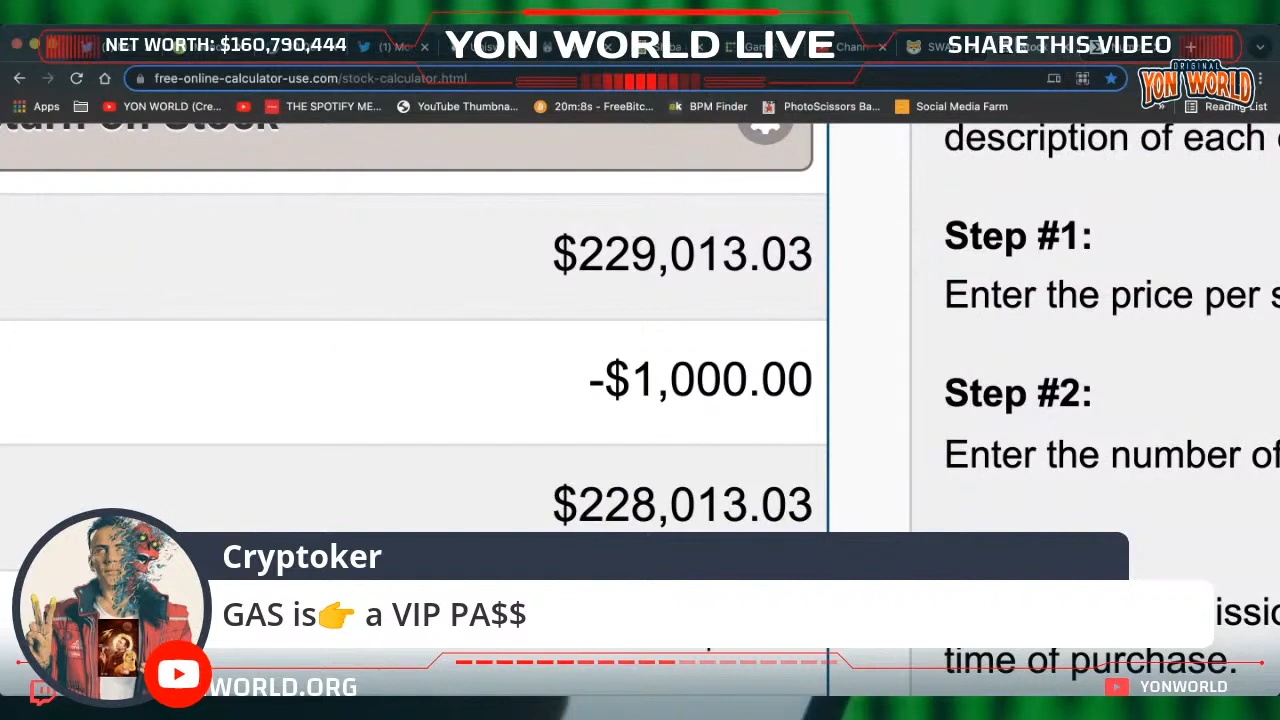 NET WORTH: $160,790,444
YON WORLD LIVE
SHARE THIS VIDEO
free-online-calculator-use.com/stock-calculator.html
ORIGINAL
YON WORLD
Apps
YON WORLD (Cre...
THE SPOTIFY ME...
YouTube Thumbna...
20m:8s - FreeBitc...
BPM Finder
PhotoScissors Ba...
Social Media Farm
»
Reading List
description of each
$229,013.03
Step #1:
Enter the price per s
-$1,000.00
Step #2:
Enter the number of
$228,013.03
Cryptoker
GAS is👉 a VIP PA$$
issio
time of purchase.
WORLD.ORG
YONWORLD